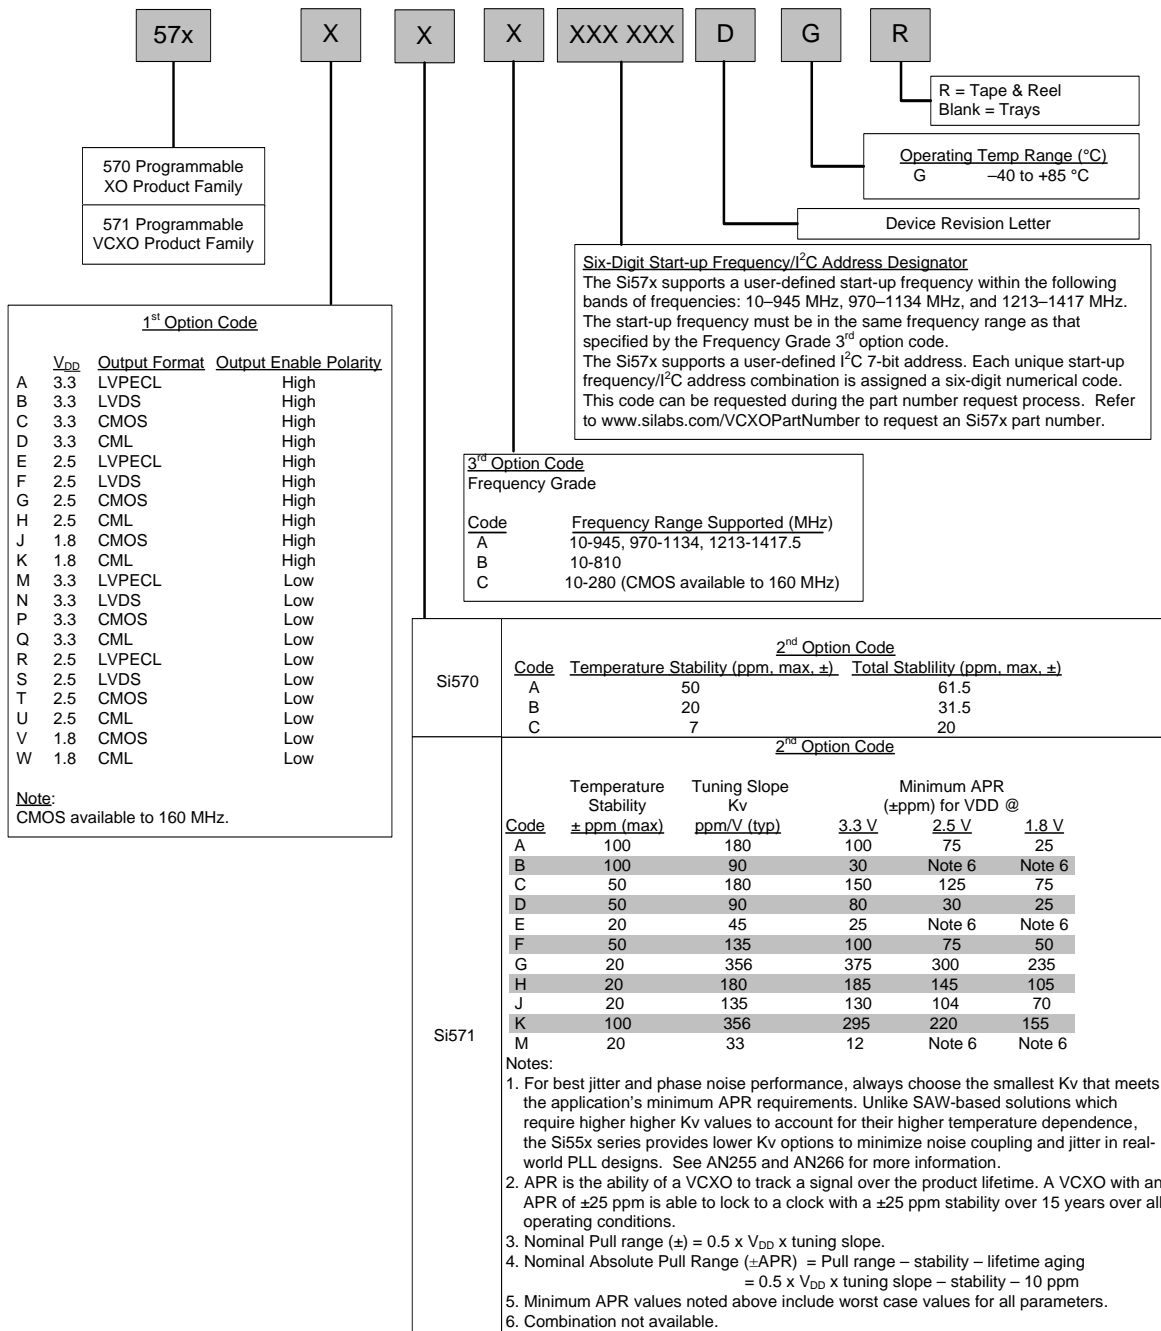 57x X X X XXX XXX D G R
R = Tape & Reel
Blank = Trays
Operating Temp Range (°C)
G –40 to +85 °C
Device Revision Letter
570 Programmable
XO Product Family
571 Programmable
VCXO Product Family
Six-Digit Start-up Frequency/I²C Address Designator
The Si57x supports a user-defined start-up frequency within the following
bands of frequencies: 10–945 MHz, 970–1134 MHz, and 1213–1417 MHz.
The start-up frequency must be in the same frequency range as that
specified by the Frequency Grade 3rd option code.
The Si57x supports a user-defined I²C 7-bit address. Each unique start-up
frequency/I²C address combination is assigned a six-digit numerical code.
This code can be requested during the part number request process. Refer
to www.silabs.com/VCXOPartNumber to request an Si57x part number.
1st Option Code
VDD Output Format Output Enable Polarity
A 3.3 LVPECL High
B 3.3 LVDS High
C 3.3 CMOS High
D 3.3 CML High
E 2.5 LVPECL High
F 2.5 LVDS High
G 2.5 CMOS High
H 2.5 CML High
J 1.8 CMOS High
K 1.8 CML High
M 3.3 LVPECL Low
N 3.3 LVDS Low
P 3.3 CMOS Low
Q 3.3 CML Low
R 2.5 LVPECL Low
S 2.5 LVDS Low
T 2.5 CMOS Low
U 2.5 CML Low
V 1.8 CMOS Low
W 1.8 CML Low
Note:
CMOS available to 160 MHz.
3rd Option Code
Frequency Grade
Code Frequency Range Supported (MHz)
A 10-945, 970-1134, 1213-1417.5
B 10-810
C 10-280 (CMOS available to 160 MHz)
Si570
2nd Option Code
Code Temperature Stability (ppm, max, ±) Total Stablility (ppm, max, ±)
A 50 61.5
B 20 31.5
C 7 20
Si571
2nd Option Code
Temperature Tuning Slope Minimum APR
Stability Kv (±ppm) for VDD @
Code ± ppm (max) ppm/V (typ) 3.3 V 2.5 V 1.8 V
A 100 180 100 75 25
B 100 90 30 Note 6 Note 6
C 50 180 150 125 75
D 50 90 80 30 25
E 20 45 25 Note 6 Note 6
F 50 135 100 75 50
G 20 356 375 300 235
H 20 180 185 145 105
J 20 135 130 104 70
K 100 356 295 220 155
M 20 33 12 Note 6 Note 6
Notes:
1. For best jitter and phase noise performance, always choose the smallest Kv that meets
the application's minimum APR requirements. Unlike SAW-based solutions which
require higher higher Kv values to account for their higher temperature dependence,
the Si55x series provides lower Kv options to minimize noise coupling and jitter in real-
world PLL designs. See AN255 and AN266 for more information.
2. APR is the ability of a VCXO to track a signal over the product lifetime. A VCXO with an
APR of ±25 ppm is able to lock to a clock with a ±25 ppm stability over 15 years over all
operating conditions.
3. Nominal Pull range (±) = 0.5 x VDD x tuning slope.
4. Nominal Absolute Pull Range (±APR) = Pull range – stability – lifetime aging
= 0.5 x VDD x tuning slope – stability – 10 ppm
5. Minimum APR values noted above include worst case values for all parameters.
6. Combination not available.